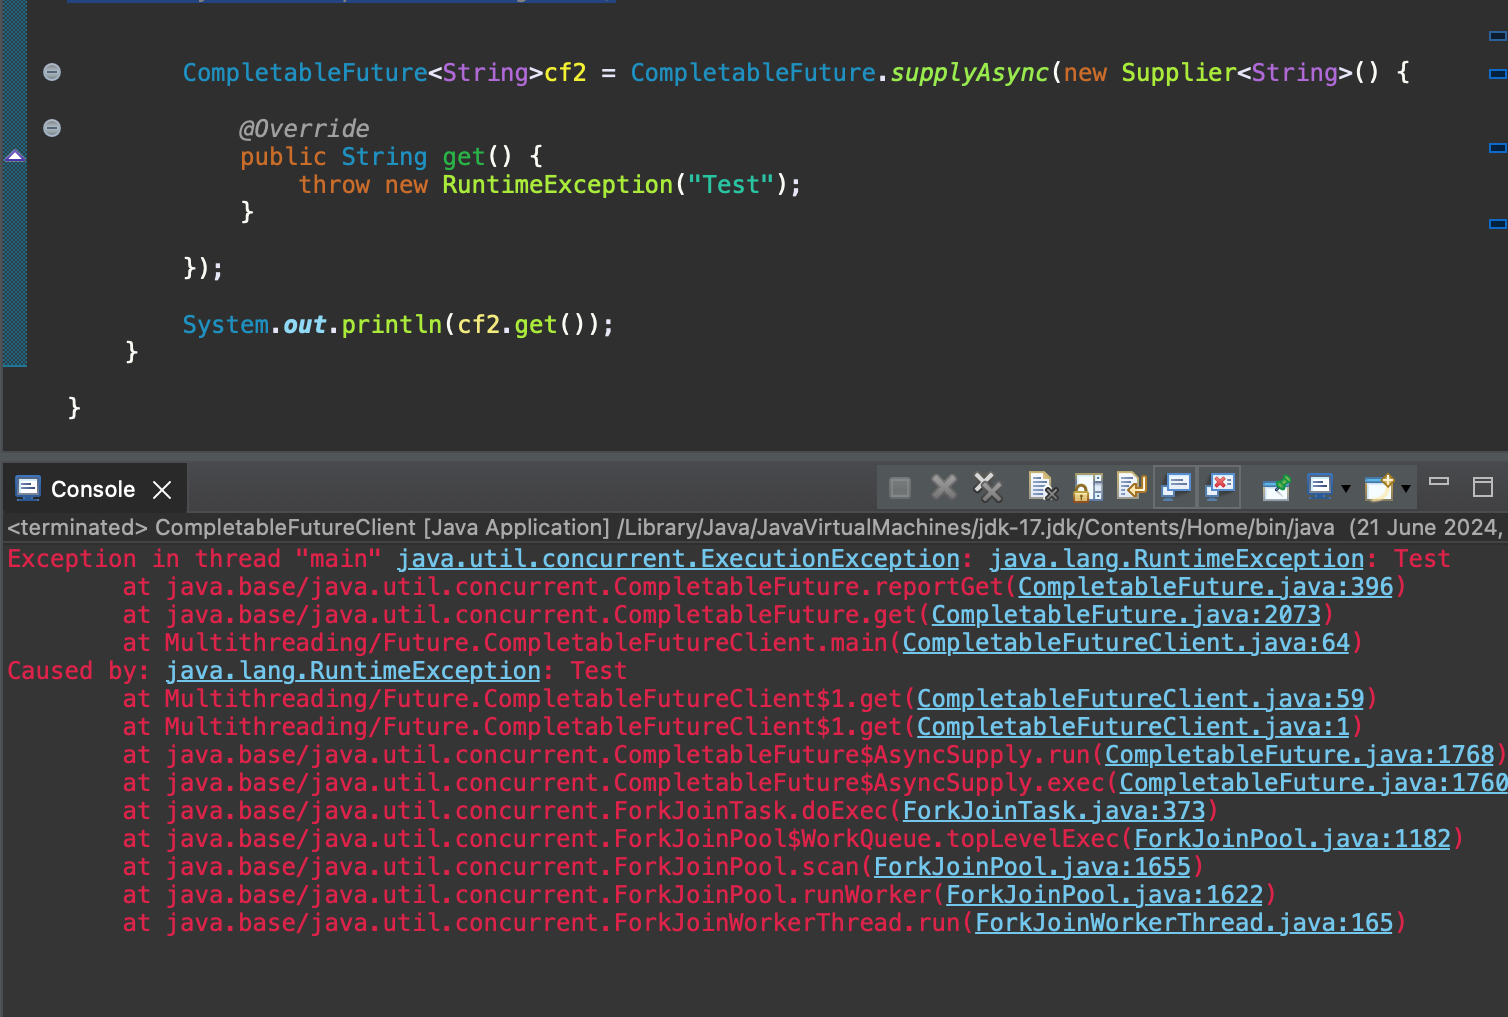 CompletableFuture<String>cf2 = CompletableFuture.supplyAsync(new Supplier<String>() {
@Override
public String get() {
throw new RuntimeException("Test");
}
});
System.out.println(cf2.get());
}
}
Console
<terminated> CompletableFutureClient [Java Application] /Library/Java/JavaVirtualMachines/jdk-17.jdk/Contents/Home/bin/java (21 June 2024,
Exception in thread "main" java.util.concurrent.ExecutionException: java.lang.RuntimeException: Test
at java.base/java.util.concurrent.CompletableFuture.reportGet(CompletableFuture.java:396)
at java.base/java.util.concurrent.CompletableFuture.get(CompletableFuture.java:2073)
at Multithreading/Future.CompletableFutureClient.main(CompletableFutureClient.java:64)
Caused by: java.lang.RuntimeException: Test
at Multithreading/Future.CompletableFutureClient$1.get(CompletableFutureClient.java:59)
at Multithreading/Future.CompletableFutureClient$1.get(CompletableFutureClient.java:1)
at java.base/java.util.concurrent.CompletableFuture$AsyncSupply.run(CompletableFuture.java:1768)
at java.base/java.util.concurrent.CompletableFuture$AsyncSupply.exec(CompletableFuture.java:1760
at java.base/java.util.concurrent.ForkJoinTask.doExec(ForkJoinTask.java:373)
at java.base/java.util.concurrent.ForkJoinPool$WorkQueue.topLevelExec(ForkJoinPool.java:1182)
at java.base/java.util.concurrent.ForkJoinPool.scan(ForkJoinPool.java:1655)
at java.base/java.util.concurrent.ForkJoinPool.runWorker(ForkJoinPool.java:1622)
at java.base/java.util.concurrent.ForkJoinWorkerThread.run(ForkJoinWorkerThread.java:165)